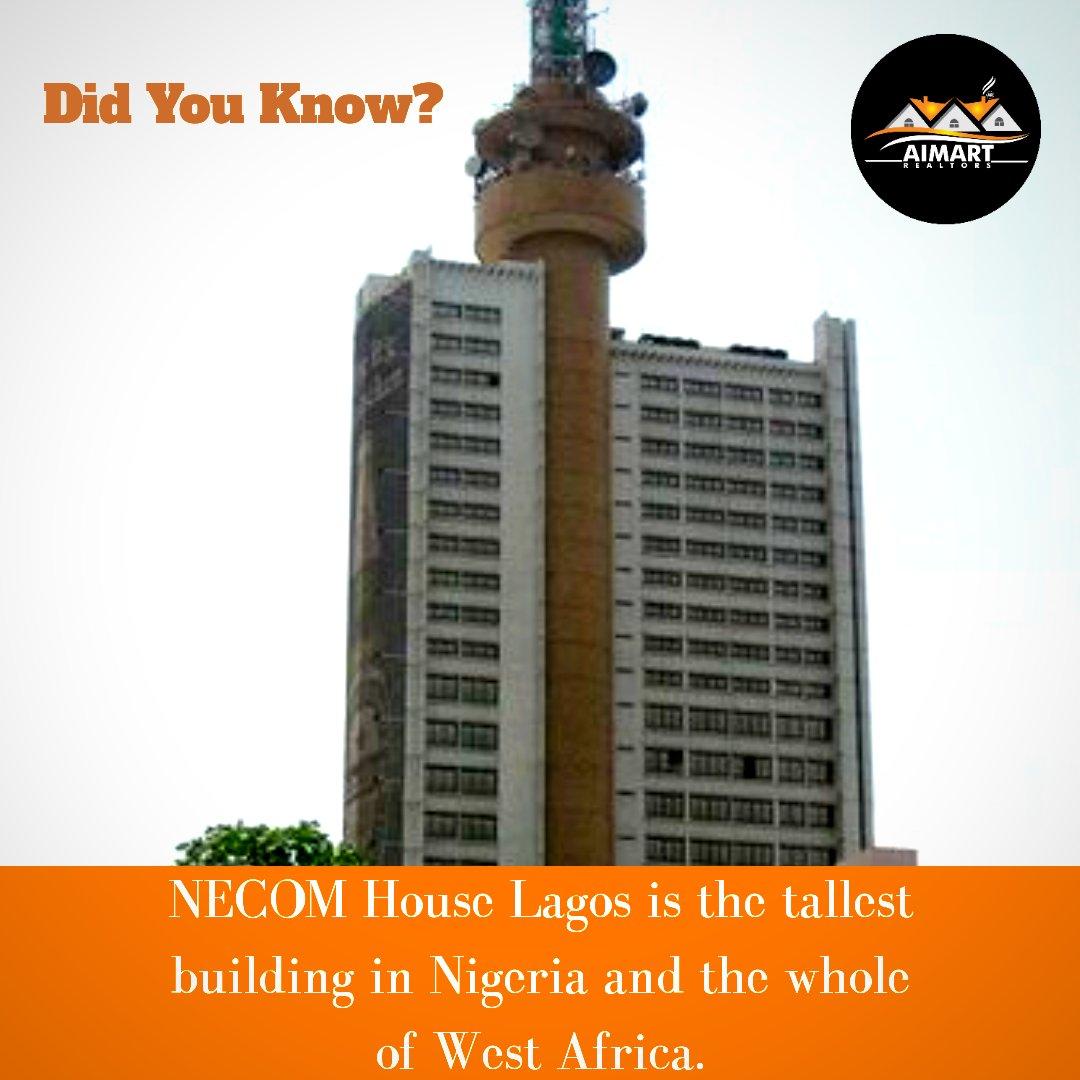 Did You Know?
AIMART
REALTORS
NECOM House Lagos is the tallest
building in Nigeria and the whole
of West Africa.